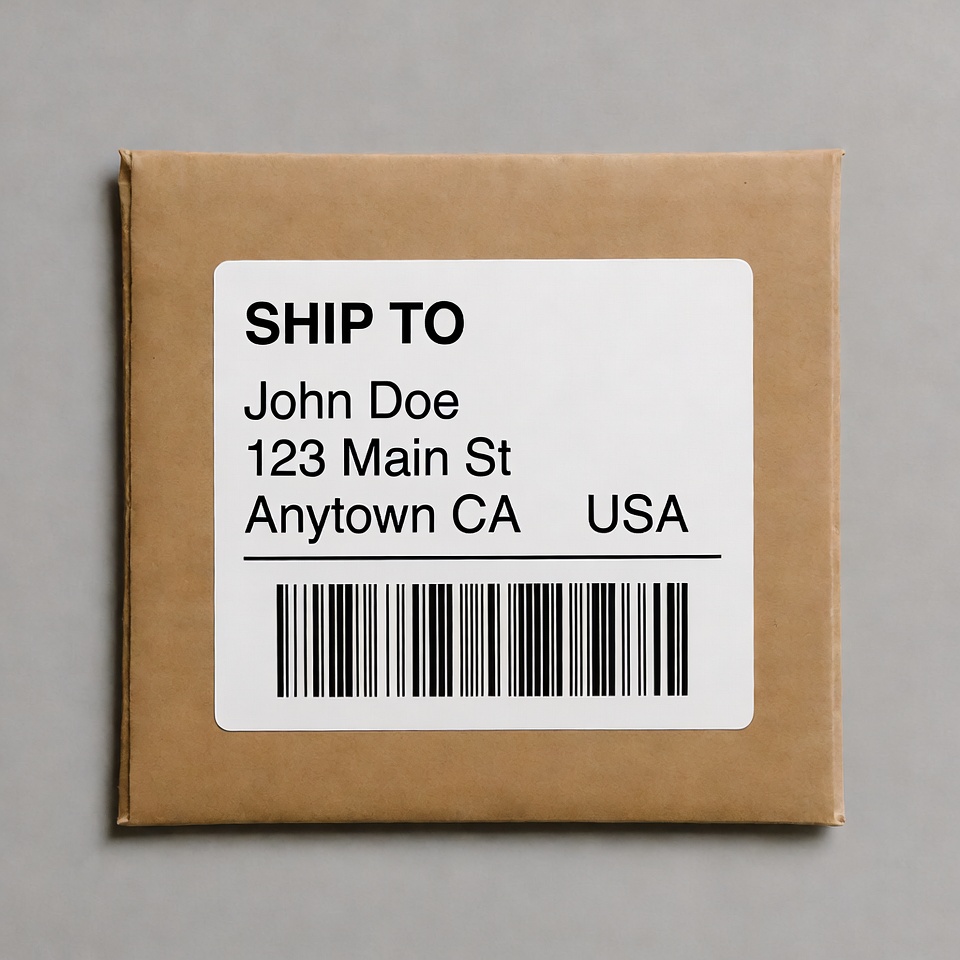 SHIP TO
John Doe
123 Main St
Anytown CA USA